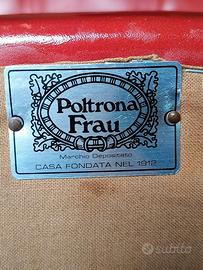 Poltrona
Frau
Marchio Depositato
CASA FONDATA NEL 1912
subito